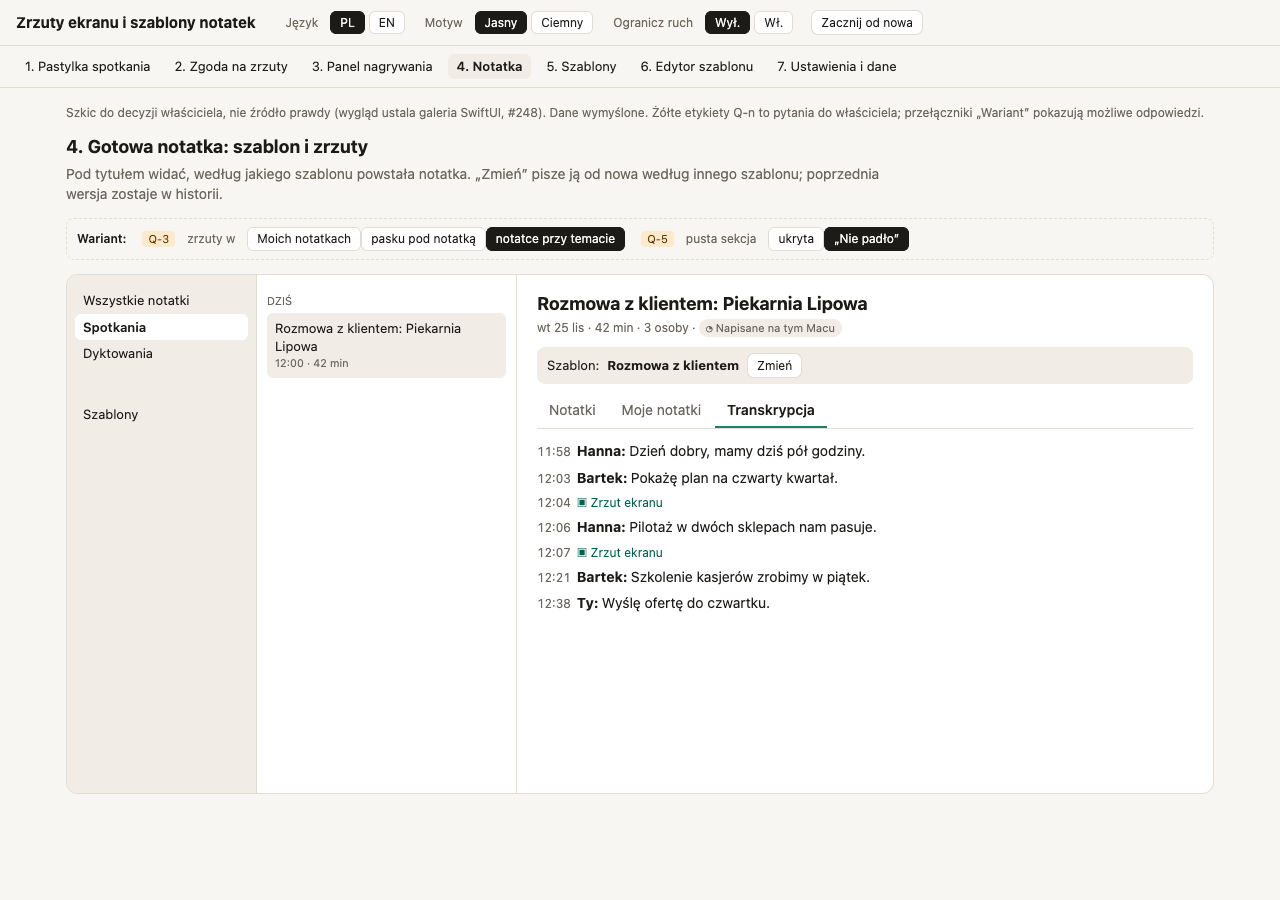 Zrzuty ekranu i szablony notatek
Język PL EN Motyw Jasny Ciemny Ogranicz ruch Wył. Wł. Zacznij od nowa
1. Pastylka spotkania 2. Zgoda na zrzuty 3. Panel nagrywania 4. Notatka 5. Szablony 6. Edytor szablonu 7. Ustawienia i dane
Szkic do decyzji właściciela, nie źródło prawdy (wygląd ustala galeria SwiftUI, #248). Dane wymyślone. Żółte etykiety Q-n to pytania do właściciela; przełączniki „Wariant” pokazują możliwe odpowiedzi.
4. Gotowa notatka: szablon i zrzuty
Pod tytułem widać, według jakiego szablonu powstała notatka. „Zmień” pisze ją od nowa według innego szablonu; poprzednia
wersja zostaje w historii.
Wariant: Q-3 zrzuty w Moich notatkach pasku pod notatką notatce przy temacie Q-5 pusta sekcja ukryta „Nie padło”
Wszystkie notatki
Spotkania
Dyktowania
Szablony
DZIŚ
Rozmowa z klientem: Piekarnia
Lipowa
12:00 · 42 min
Rozmowa z klientem: Piekarnia Lipowa
wt 25 lis · 42 min · 3 osoby · Napisane na tym Macu
Szablon: Rozmowa z klientem Zmień
Notatki Moje notatki Transkrypcja
11:58 Hanna: Dzień dobry, mamy dziś pół godziny.
12:03 Bartek: Pokażę plan na czwarty kwartał.
12:04 Zrzut ekranu
12:06 Hanna: Pilotaż w dwóch sklepach nam pasuje.
12:07 Zrzut ekranu
12:21 Bartek: Szkolenie kasjerów zrobimy w piątek.
12:38 Ty: Wyślę ofertę do czwartku.